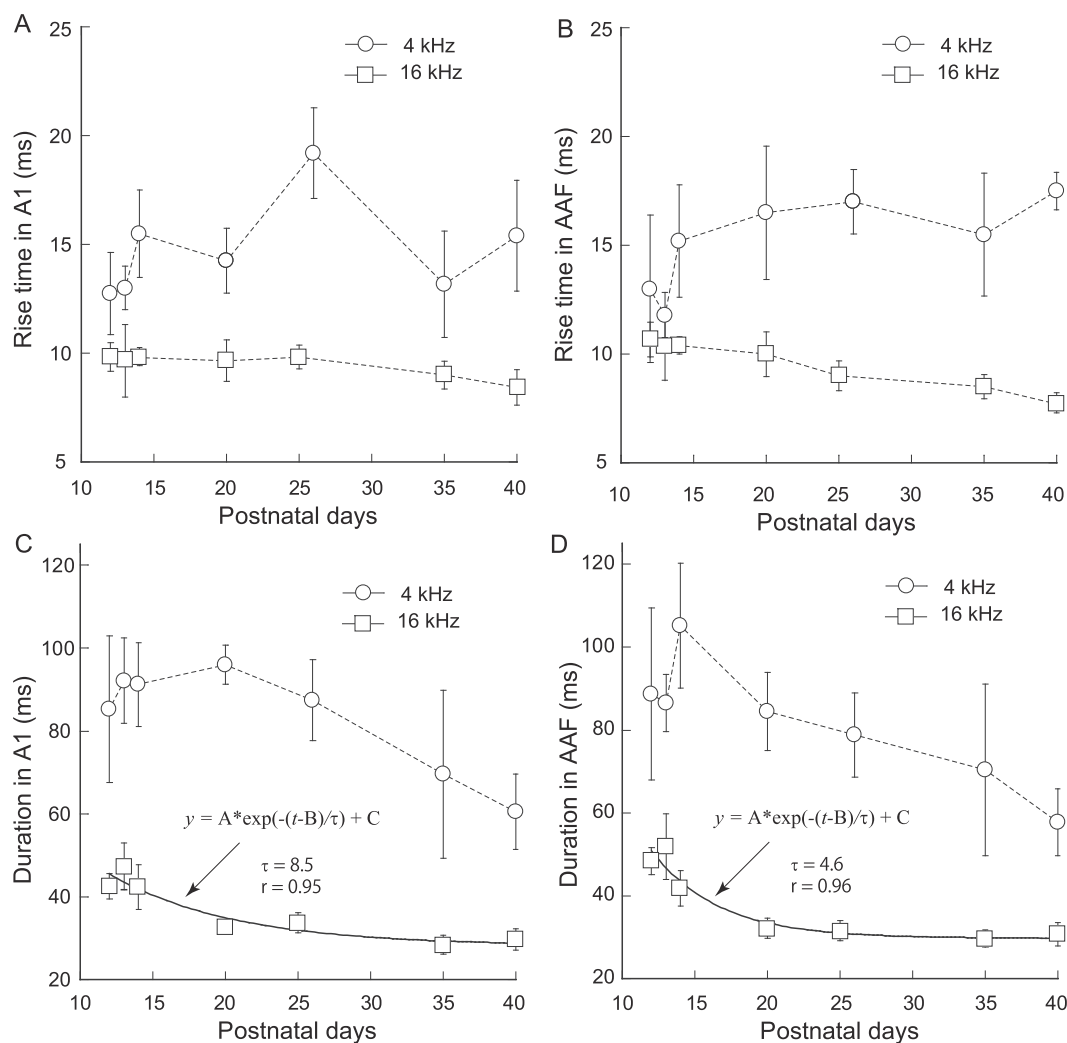 A
25
20
15
10
5
Rise time in A1 (ms)
4 kHz
16 kHz
10 15 20 25 30 35 40
Postnatal days
B
25
20
15
10
5
Rise time in AAF (ms)
4 kHz
16 kHz
10 15 20 25 30 35 40
Postnatal days
C
120
100
80
60
40
20
Duration in A1 (ms)
4 kHz
16 kHz
y = A*exp(-(t-B)/τ) + C
τ = 8.5
r = 0.95
10 15 20 25 30 35 40
Postnatal days
D
120
100
80
60
40
20
Duration in AAF (ms)
4 kHz
16 kHz
y = A*exp(-(t-B)/τ) + C
τ = 4.6
r = 0.96
10 15 20 25 30 35 40
Postnatal days